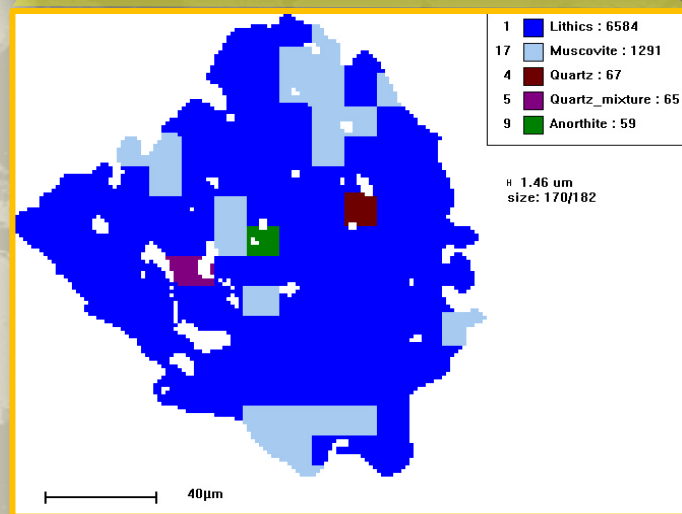 1 Lithics : 6584
17 Muscovite : 1291
4 Quartz : 67
5 Quartz_mixture : 65
9 Anorthite : 59
H 1.46 um
size: 170/182
40µm